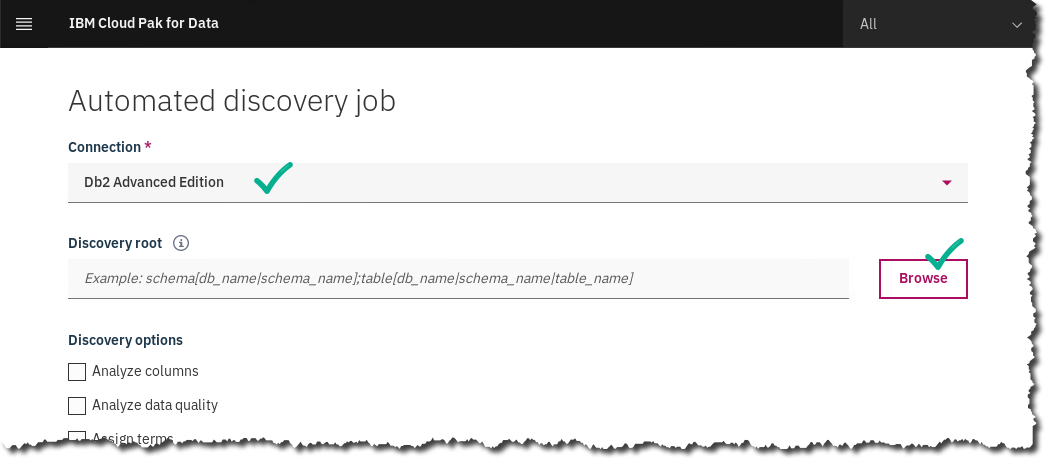 IBM Cloud Pak for Data
All
Automated discovery job
Connection *
Db2 Advanced Edition
Discovery root
Example: schema[db_name|schema_name];table[db_name|schema_name|table_name]
Browse
Discovery options
Analyze columns
Analyze data quality
Assign terms